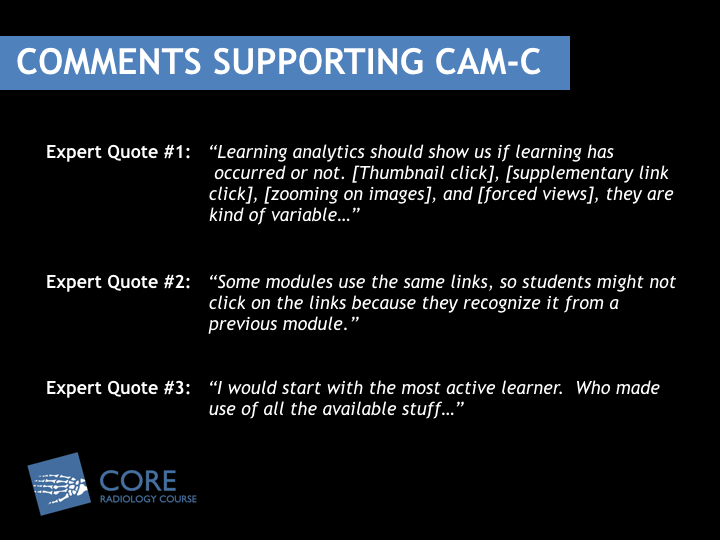 COMMENTS SUPPORTING CAM-C
Expert Quote #1: “Learning analytics should show us if learning has
occurred or not. [Thumbnail click], [supplementary link
click], [zooming on images], and [forced views], they are
kind of variable…”
Expert Quote #2: “Some modules use the same links, so students might not
click on the links because they recognize it from a
previous module.”
Expert Quote #3: “I would start with the most active learner.  Who made
use of all the available stuff…”
CORE
RADIOLOGY COURSE